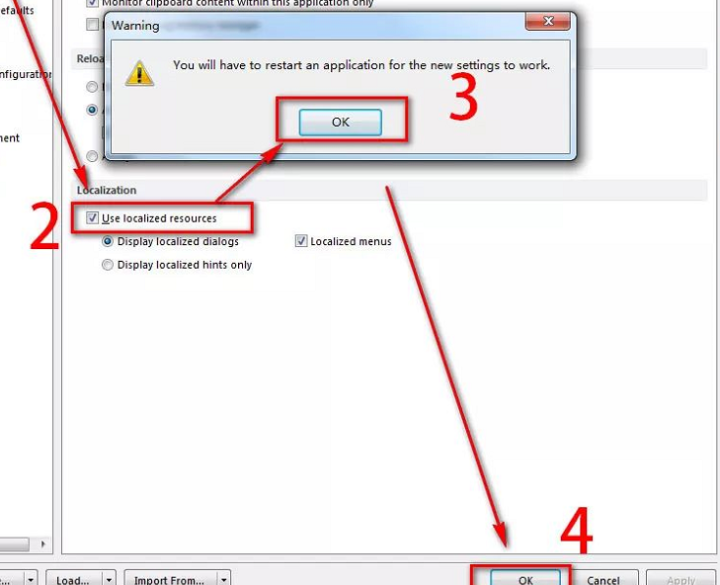 efaults
Monitor clipboard content within this application only
Warning
You will have to restart an application for the new settings to work.
Reloa
3
nfiguration
OK
ment
Localization
2
Use localized resources
Display localized dialogs
Localized menus
Display localized hints only
4
Load...
Import From...
OK
Cancel
Apply